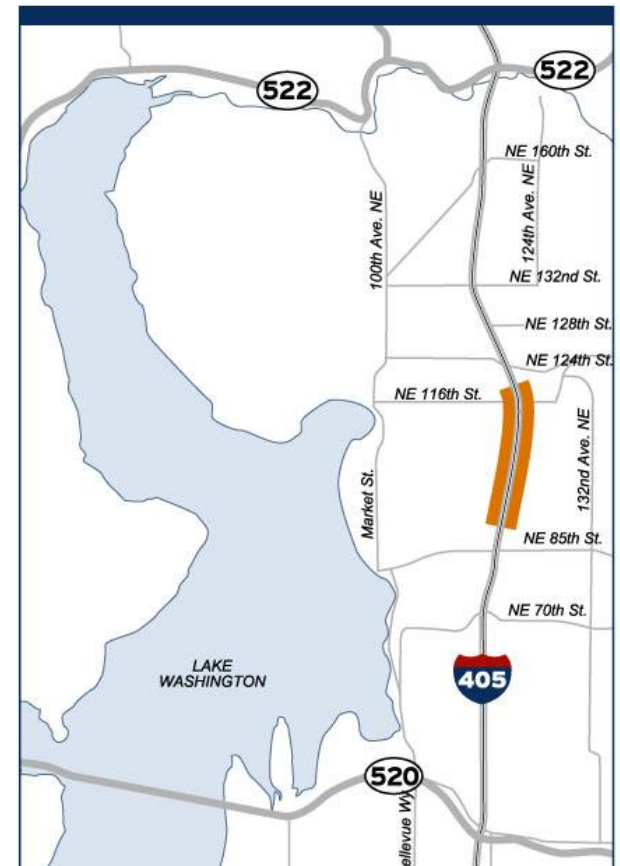 522
522
NE 160th St.
124th Ave. NE
100th Ave. NE
NE 132nd St.
NE 128th St.
NE 124th St.
NE 116th St.
132nd Ave. NE
Market St.
NE 85th St.
NE 70th St.
LAKE
WASHINGTON
405
520